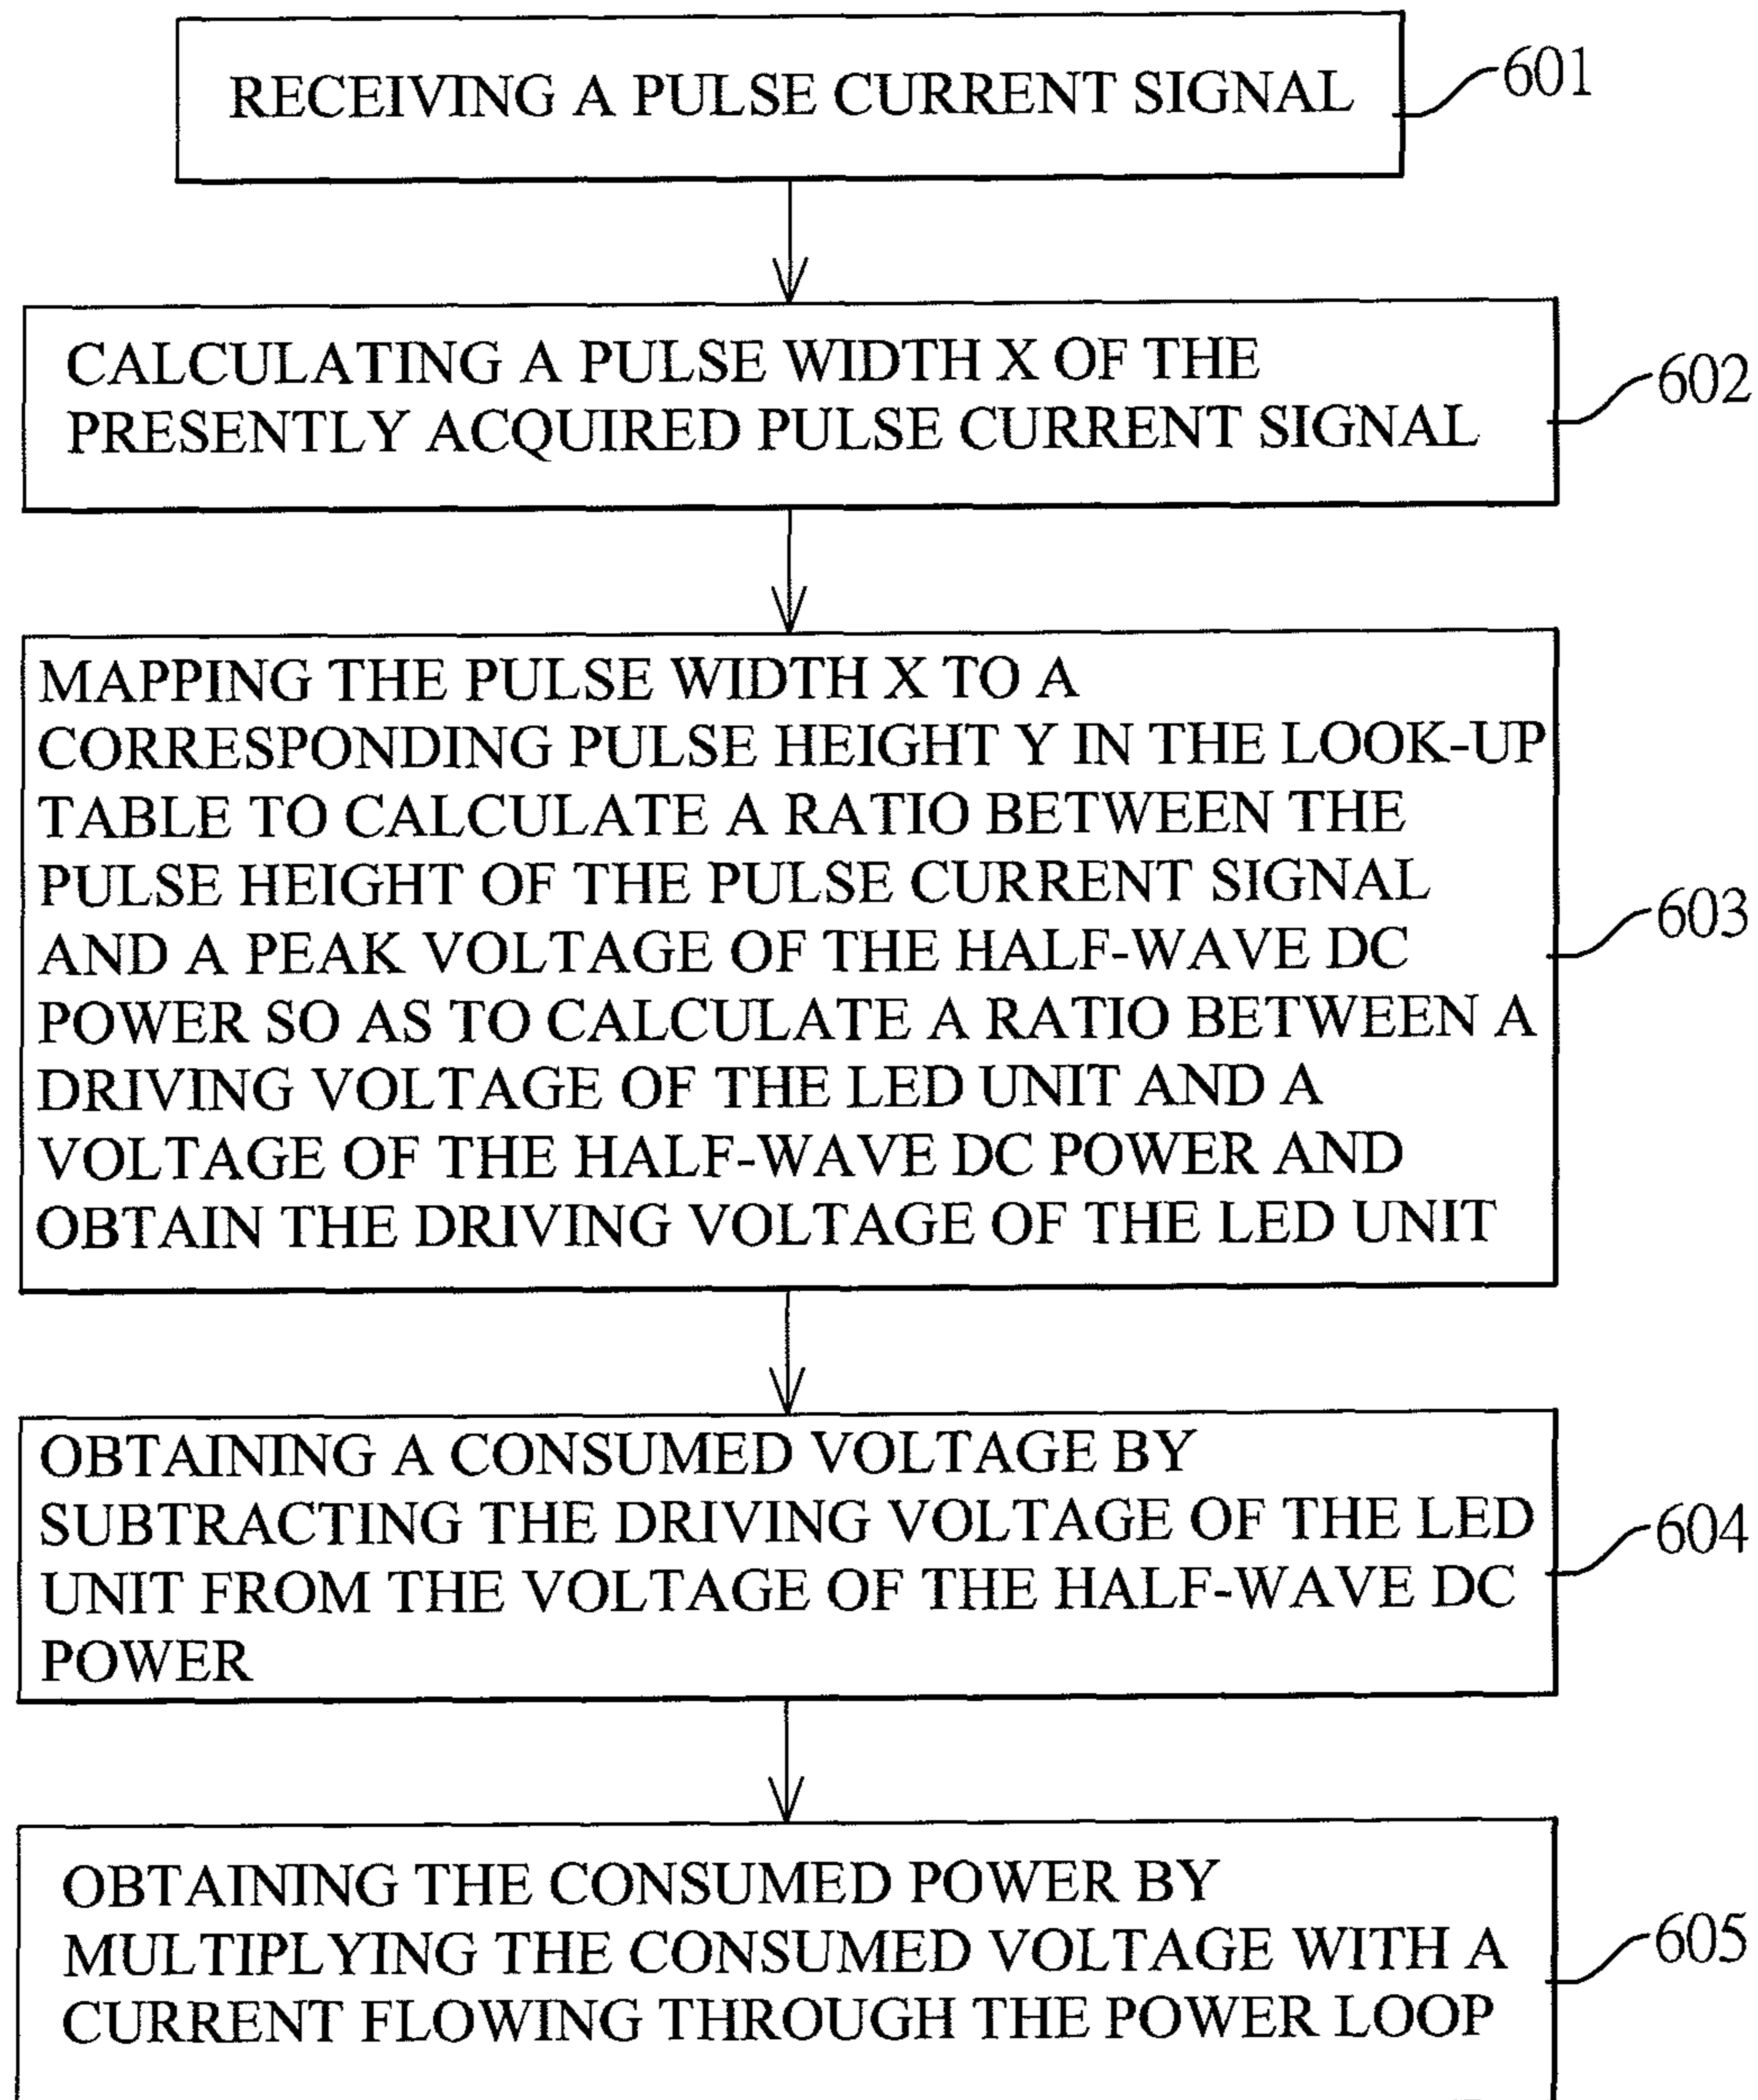 RECEIVING A PULSE CURRENT SIGNAL
601
CALCULATING A PULSE WIDTH X OF THE
PRESENTLY ACQUIRED PULSE CURRENT SIGNAL
602
MAPPING THE PULSE WIDTH X TO A
CORRESPONDING PULSE HEIGHT Y IN THE LOOK-UP
TABLE TO CALCULATE A RATIO BETWEEN THE
PULSE HEIGHT OF THE PULSE CURRENT SIGNAL
AND A PEAK VOLTAGE OF THE HALF-WAVE DC
POWER SO AS TO CALCULATE A RATIO BETWEEN A
DRIVING VOLTAGE OF THE LED UNIT AND A
VOLTAGE OF THE HALF-WAVE DC POWER AND
OBTAIN THE DRIVING VOLTAGE OF THE LED UNIT
603
OBTAINING A CONSUMED VOLTAGE BY
SUBTRACTING THE DRIVING VOLTAGE OF THE LED
UNIT FROM THE VOLTAGE OF THE HALF-WAVE DC
POWER
604
OBTAINING THE CONSUMED POWER BY
MULTIPLYING THE CONSUMED VOLTAGE WITH A
CURRENT FLOWING THROUGH THE POWER LOOP
605